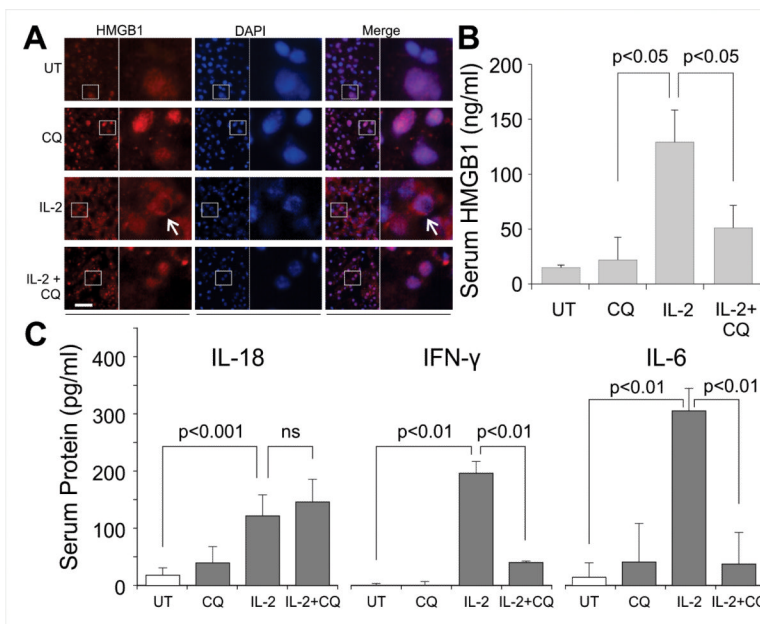 A
HMGB1 DAPI Merge
UT
CQ
IL-2
IL-2 +
CQ
B
p<0.05 p<0.05
Serum HMGB1 (ng/ml)
200
150
100
50
0
UT CQ IL-2 IL-2+
CQ
C
Serum Protein (pg/ml)
400
300
200
100
0
IL-18 IFN-γ IL-6
p<0.001 ns
p<0.01 p<0.01
p<0.01 p<0.01
UT CQ IL-2 IL-2+CQ
UT CQ IL-2 IL-2+CQ
UT CQ IL-2 IL-2+CQ